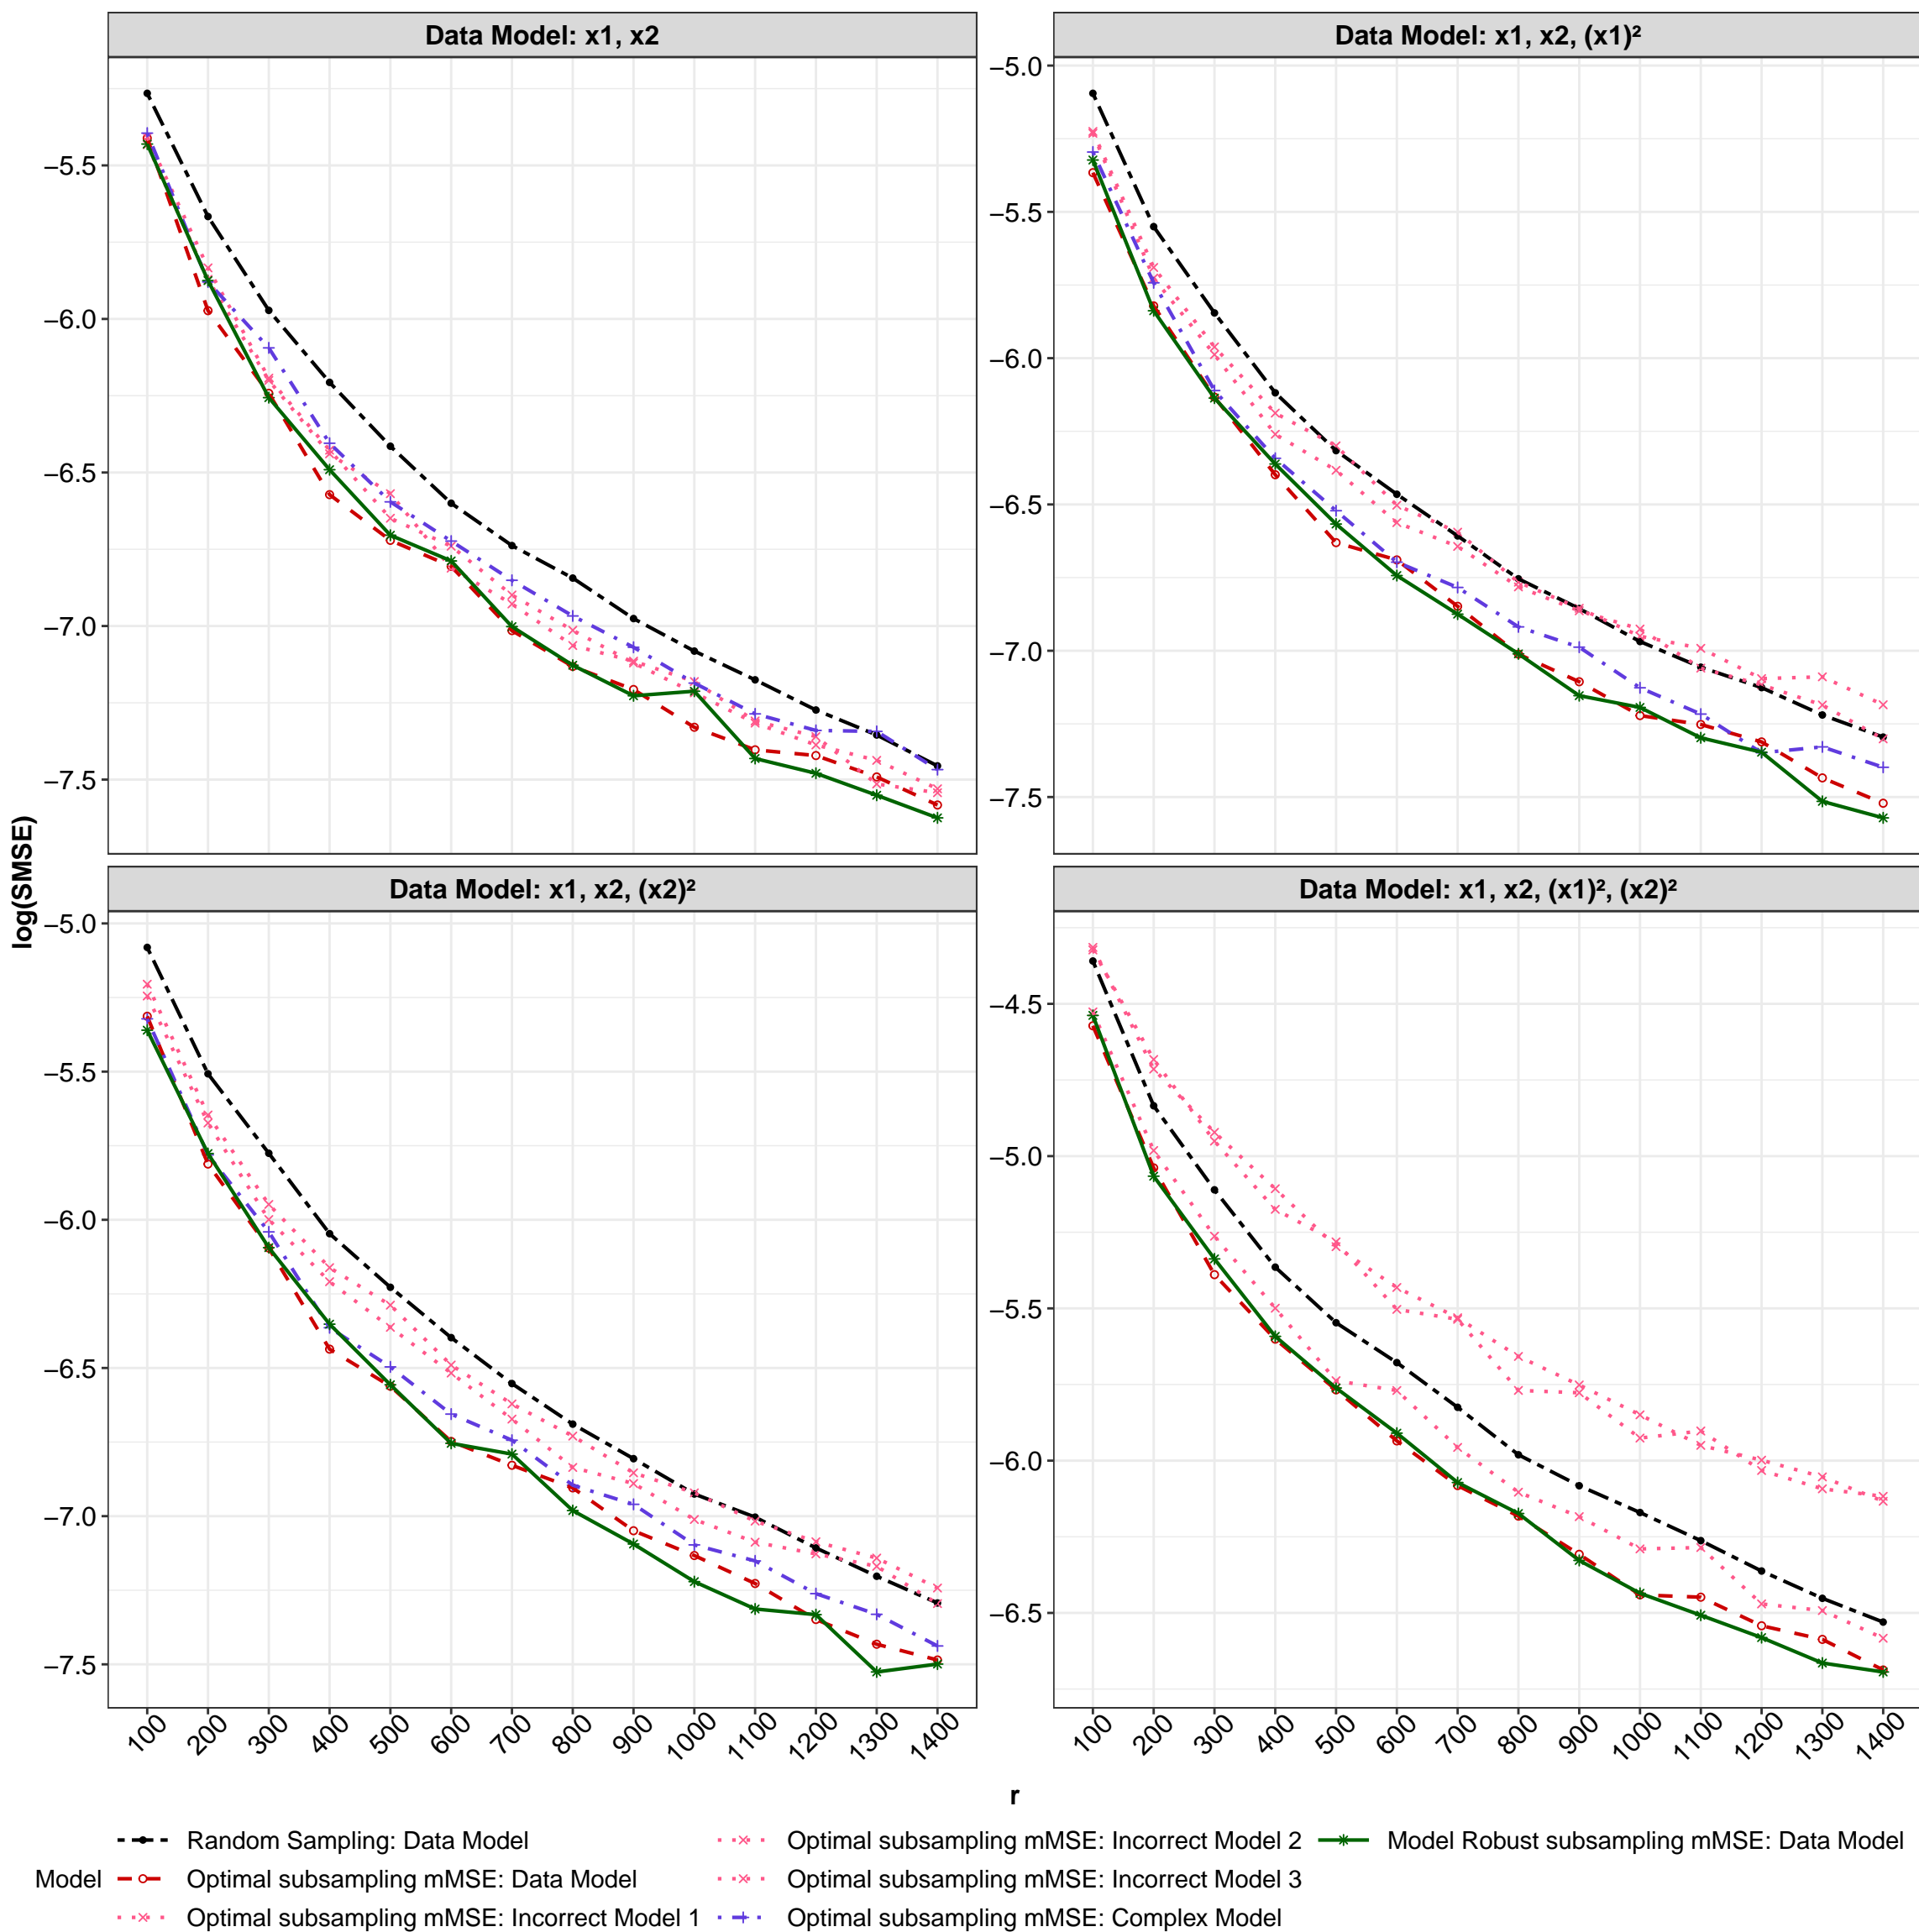 Data Model: x1, x2
Data Model: x1, x2, (x1)²
−5.5
−6.0
−6.5
−7.0
−7.5
−5.0
−5.5
−6.0
−6.5
−7.0
−7.5
log(SMSE)
Data Model: x1, x2, (x2)²
Data Model: x1, x2, (x1)², (x2)²
−5.0
−5.5
−6.0
−6.5
−7.0
−7.5
−4.5
−5.0
−5.5
−6.0
−6.5
100 200 300 400 500 600 700 800 900 1000 1100 1200 1300 1400
100 200 300 400 500 600 700 800 900 1000 1100 1200 1300 1400
r
Model
Random Sampling: Data Model
Optimal subsampling mMSE: Data Model
Optimal subsampling mMSE: Incorrect Model 1
Optimal subsampling mMSE: Incorrect Model 2
Optimal subsampling mMSE: Incorrect Model 3
Optimal subsampling mMSE: Complex Model
Model Robust subsampling mMSE: Data Model